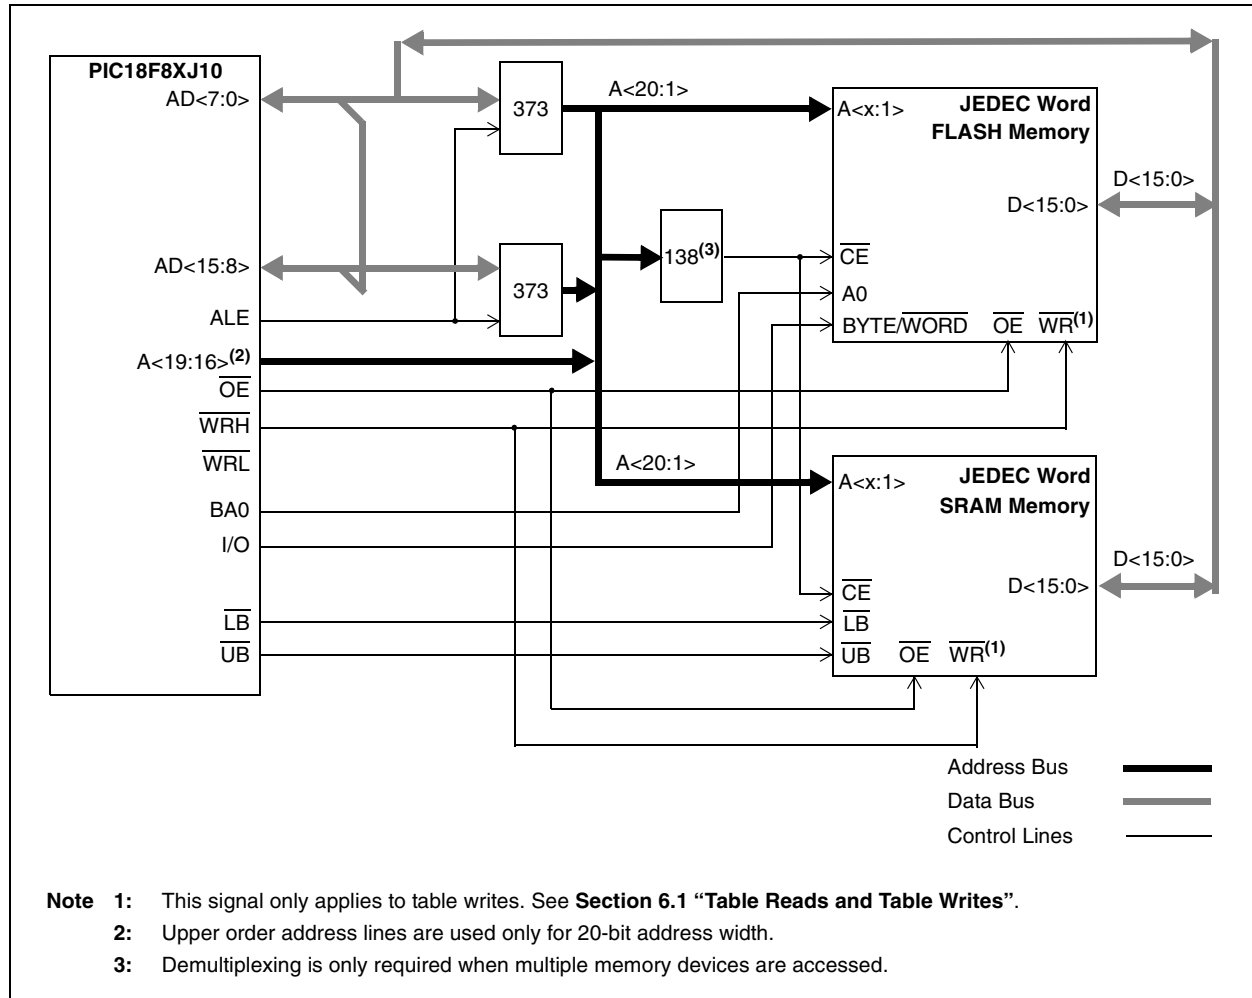 PIC18F8XJ10
AD<7:0>
373
A<20:1>
A<x:1>
JEDEC Word
FLASH Memory
D<15:0>
D<15:0>
138(3)
CE
AD<15:8>
373
A0
ALE
BYTE/WORD
OE
WR(1)
A<19:16>(2)
OE
WRH
WRL
A<20:1>
A<x:1>
JEDEC Word
SRAM Memory
BA0
I/O
D<15:0>
D<15:0>
CE
LB
LB
UB
UB
OE
WR(1)
Address Bus
Data Bus
Control Lines
Note 1: This signal only applies to table writes. See Section 6.1 “Table Reads and Table Writes”.
2: Upper order address lines are used only for 20-bit address width.
3: Demultiplexing is only required when multiple memory devices are accessed.